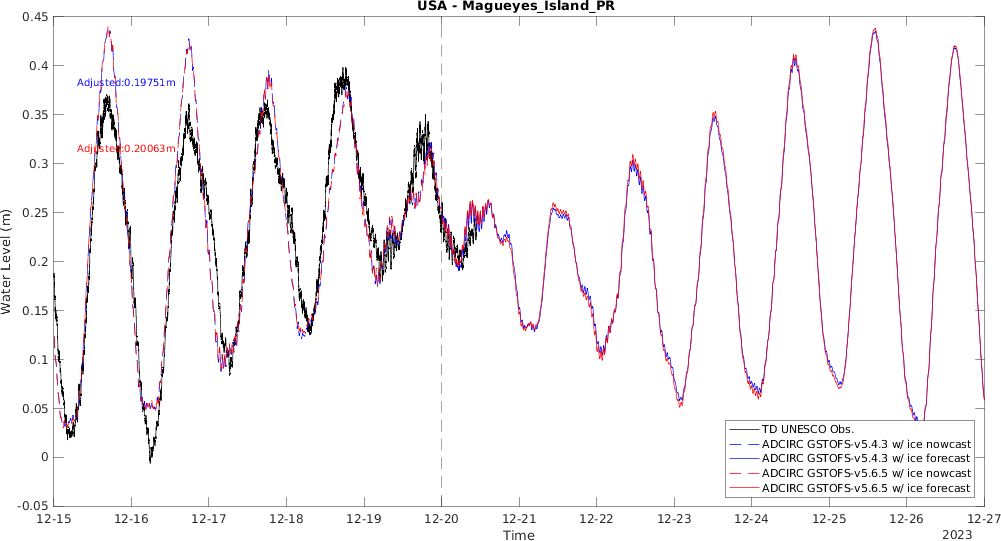 USA - Magueyes_Island_PR
0.45
0.4
0.35
0.3
0.25
0.2
0.15
0.1
0.05
0
-0.05
Water Level (m)
Adjusted:0.19751m
Adjusted:0.20063m
TD UNESCO Obs.
ADCIRC GSTOFS-v5.4.3 w/ ice nowcast
ADCIRC GSTOFS-v5.4.3 w/ ice forecast
ADCIRC GSTOFS-v5.6.5 w/ ice nowcast
ADCIRC GSTOFS-v5.6.5 w/ ice forecast
12-15 12-16 12-17 12-18 12-19 12-20 12-21 12-22 12-23 12-24 12-25 12-26 12-27
Time
2023